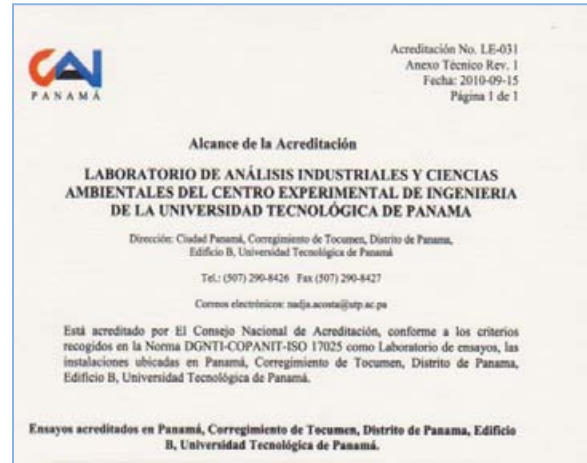 CAI
PANAMÁ
Acreditación No. LE-031
Anexo Técnico Rev. 1
Fecha: 2010-09-15
Página 1 de 1
Alcance de la Acreditación
LABORATORIO DE ANÁLISIS INDUSTRIALES Y CIENCIAS
AMBIENTALES DEL CENTRO EXPERIMENTAL DE INGENIERIA
DE LA UNIVERSIDAD TECNOLÓGICA DE PANAMA
Dirección: Ciudad Panamá, Corregimiento de Tocumen, Distrito de Panama,
Edificio B, Universidad Tecnológica de Panamá
Tel.: (507) 290-8426 Fax (507) 290-8427
Correos electrónicos: nadja.acosta@utp.ac.pa
Está acreditado por El Consejo Nacional de Acreditación, conforme a los criterios
recogidos en la Norma DGNTI-COPANIT-ISO 17025 como Laboratorio de ensayos, las
instalaciones ubicadas en Panamá, Corregimiento de Tocumen, Distrito de Panama,
Edificio B, Universidad Tecnológica de Panamá.
Ensayos acreditados en Panamá, Corregimiento de Tocumen, Distrito de Panama, Edificio
B, Universidad Tecnológica de Panamá.